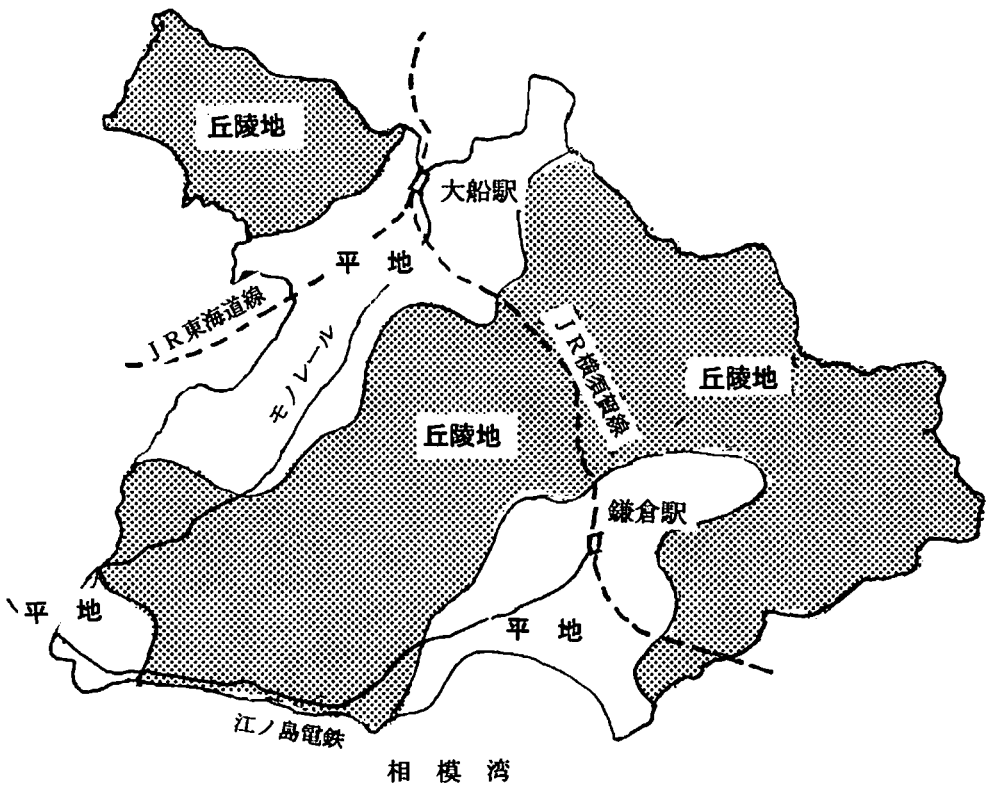 丘陵地
大船駅
平 地
JR東海道線
モノレール
JR横須賀線
丘陵地
丘陵地
鎌倉駅
平 地
平 地
江ノ島電鉄
相 模 湾